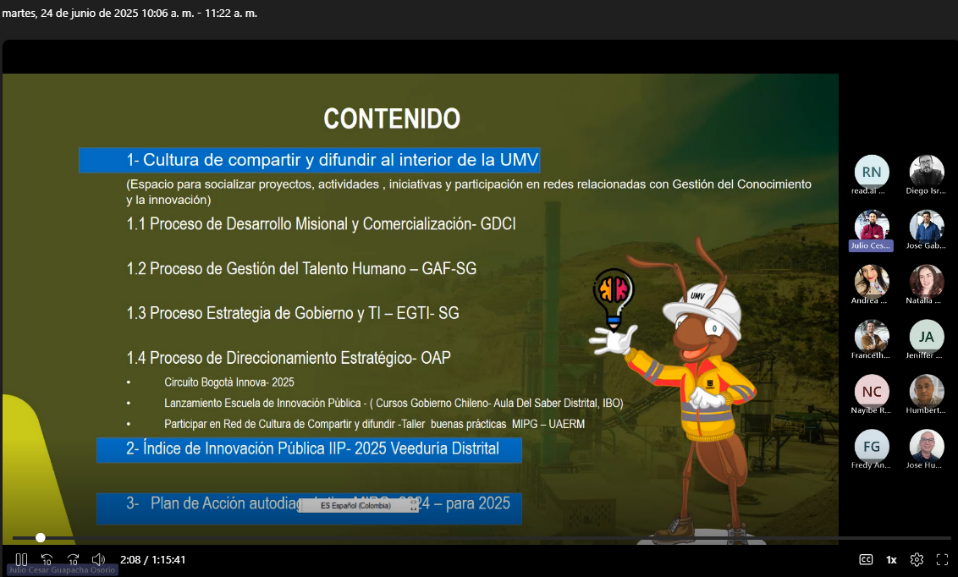 martes, 24 de junio de 2025 10:06 a. m. - 11:22 a. m.
CONTENIDO
1- Cultura de compartir y difundir al interior de la UMV
(Espacio para socializar proyectos, actividades , iniciativas y participación en redes relacionadas con Gestión del Conocimiento
y la innovación)
1.1 Proceso de Desarrollo Misional y Comercialización- GDCI
1.2 Proceso de Gestión del Talento Humano – GAF-SG
1.3 Proceso Estrategia de Gobierno y TI – EGTI- SG
1.4 Proceso de Direccionamiento Estratégico- OAP
• Circuito Bogotá Innova- 2025
• Lanzamiento Escuela de Innovación Pública - ( Cursos Gobierno Chileno- Aula Del Saber Distrital, IBO)
• Participar en Red de Cultura de Compartir y difundir -Taller buenas prácticas MIPG – UAERM
2- Índice de Innovación Pública IIP- 2025 Veeduría Distrital
3- Plan de Acción 24 – para 2025
ES Español (Colombia)
UMV
RN
read.ai ...
Diego Isr...
Julio Ces...
Jose Gab...
Andrea ...
Natalia ...
Franceth...
JA
Jeniffer ...
NC
Nayibe R...
Humbert...
FG
Fredy An...
Jose Hu...
10
10
2:08 / 1:15:41
CC
1x
Julio Cesar Guapacha Osorio